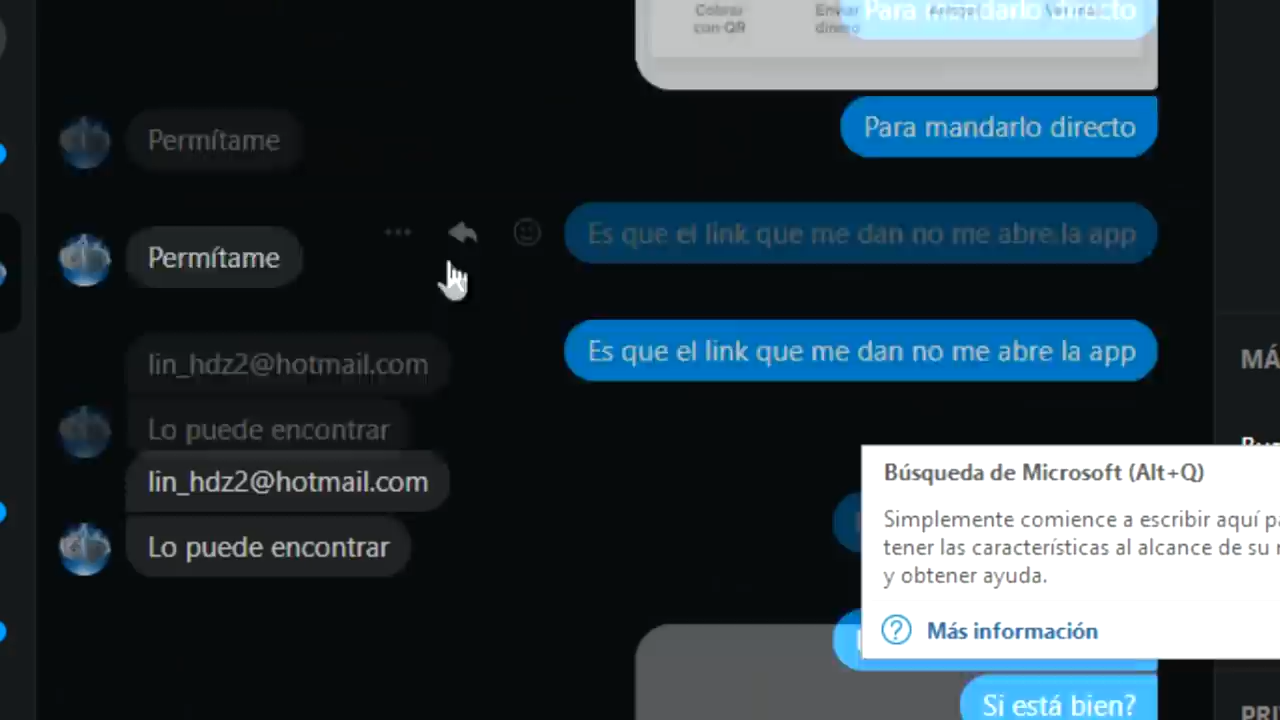 Cobrar
con QR
Enviar
dinero
Para mandarlo directo
Para mandarlo directo
Permítame
Es que el link que me dan no me abre la app
Permítame
Es que el link que me dan no me abre la app
lin_hdz2@hotmail.com
Lo puede encontrar
lin_hdz2@hotmail.com
Lo puede encontrar
MÁ
Búsqueda de Microsoft (Alt+Q)
Simplemente comience a escribir aquí pa
tener las características al alcance de su
y obtener ayuda.
Más información
Si está bien?
PRI